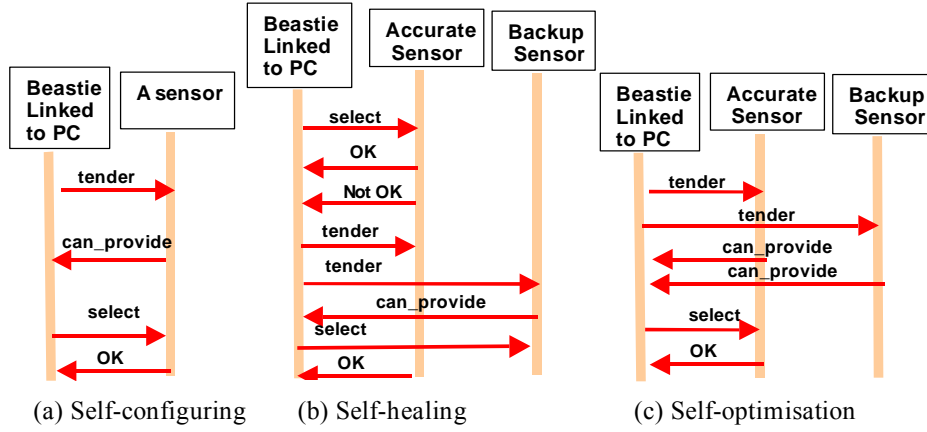 Beastie
Linked
to PC
A sensor
tender
can_provide
select
OK
(a) Self-configuring
Beastie
Linked
to PC
Accurate
Sensor
Backup
Sensor
select
OK
Not OK
tender
tender
can_provide
select
OK
(b) Self-healing
Beastie
Linked
to PC
Accurate
Sensor
Backup
Sensor
tender
tender
can_provide
can_provide
select
OK
(c) Self-optimisation